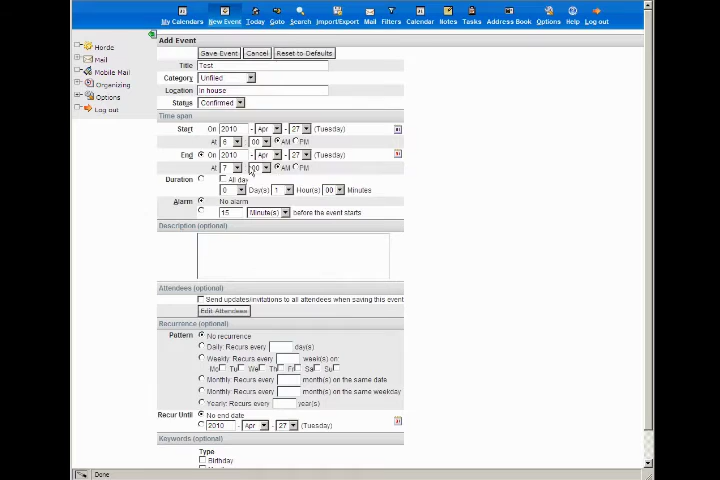 My Calendars New Event Today Goto Search Import/Export Mail Filters Calendar Notes Tasks Address Book Options Help Log out
Horde
Mail
Mobile Mail
Organizing
Options
Log out
Add Event
Save Event Cancel Reset to Defaults
Title Test
Category Unfiled
Location In house
Status Confirmed
Time span
Start On 2010 - Apr - 27 (Tuesday)
At 6 : 00 AM PM
End On 2010 - Apr - 27 (Tuesday)
At 7 :00 AM PM
Duration All day
0 Day(s) 1 Hour(s) 00 Minutes
Alarm No alarm
15 Minute(s) before the event starts
Description (optional)
Attendees (optional)
Send updates/invitations to all attendees when saving this event
Edit Attendees
Recurrence (optional)
Pattern No recurrence
Daily: Recurs every day(s)
Weekly: Recurs every week(s) on:
Mo Tu We Th Fr Sa Su
Monthly: Recurs every month(s) on the same date
Monthly: Recurs every month(s) on the same weekday
Yearly: Recurs every year(s)
Recur Until No end date
2010 - Apr - 27 (Tuesday)
Keywords (optional)
Type
Birthday
Done